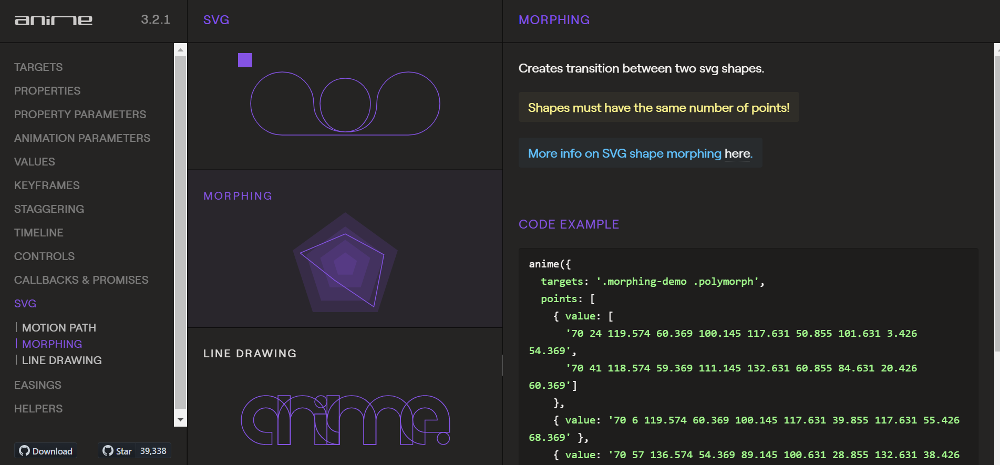 anime
3.2.1
TARGETS
PROPERTIES
PROPERTY PARAMETERS
ANIMATION PARAMETERS
VALUES
KEYFRAMES
STAGGERING
TIMELINE
CONTROLS
CALLBACKS & PROMISES
SVG
MOTION PATH
MORPHING
LINE DRAWING
EASINGS
HELPERS
Download
Star
39,338
SVG
MORPHING
LINE DRAWING
anime.
MORPHING
Creates transition between two svg shapes.
Shapes must have the same number of points!
More info on SVG shape morphing here.
CODE EXAMPLE
anime({
  targets: '.morphing-demo .polymorph',
  points: [
    { value: [
      '70 24 119.574 60.369 100.145 117.631 50.855 101.631 3.426
54.369',
      '70 41 118.574 59.369 111.145 132.631 60.855 84.631 20.426
60.369']
    },
    { value: '70 6 119.574 60.369 100.145 117.631 39.855 117.631 55.426
68.369' },
    { value: '70 57 136.574 54.369 89.145 100.631 28.855 132.631 38.426